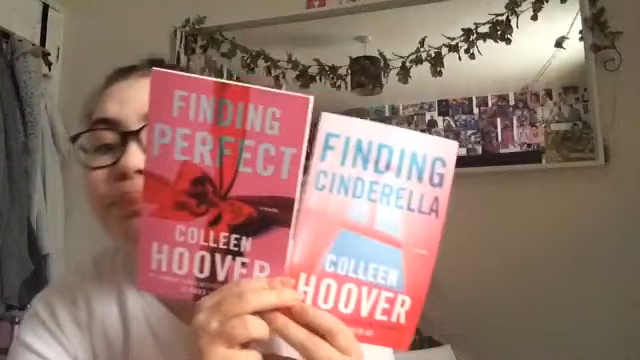 FINDING
PERFECT
COLLEEN
HOOVER
FINDING
CINDERELLA
COLLEEN
HOOVER